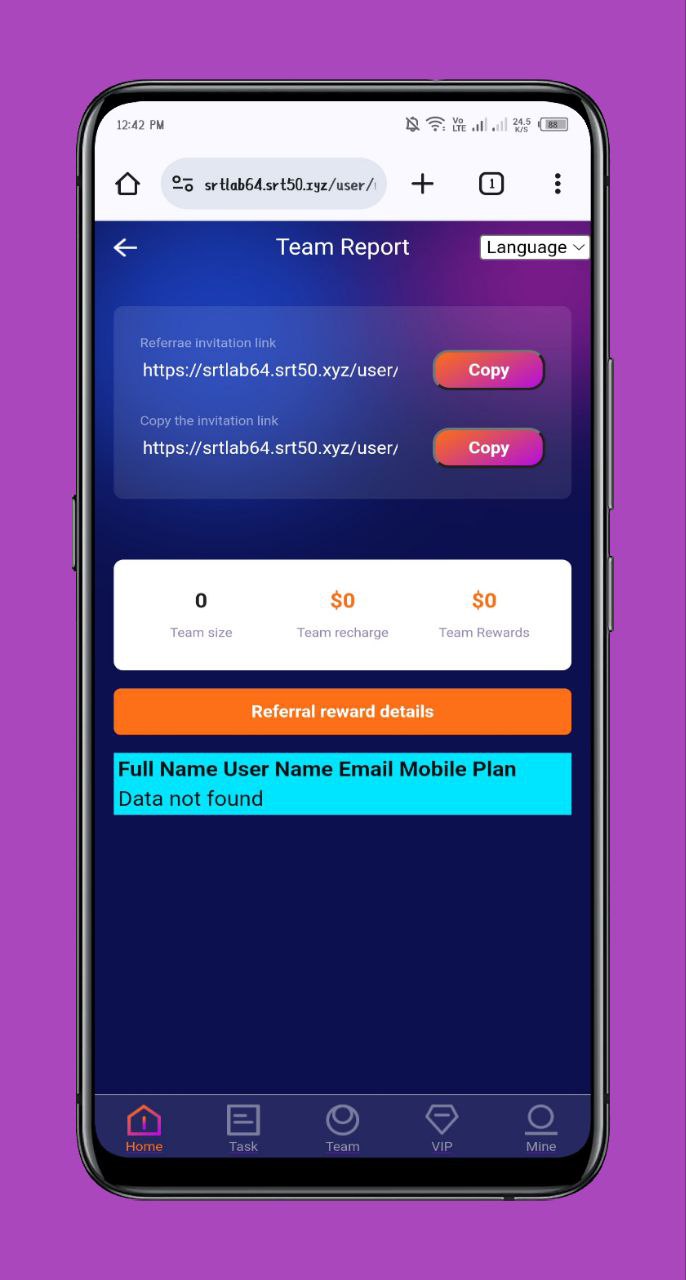 12:42 PM
Vo LTE 24.5 K/S 88
srtlab64.srt50.xyz/user/
1
Team Report
Language
Referrae invitation link
https://srtlab64.srt50.xyz/user/
Copy
Copy the invitation link
https://srtlab64.srt50.xyz/user/
Copy
0 $0 $0
Team size Team recharge Team Rewards
Referral reward details
Full Name User Name Email Mobile Plan
Data not found
Home Task Team VIP Mine